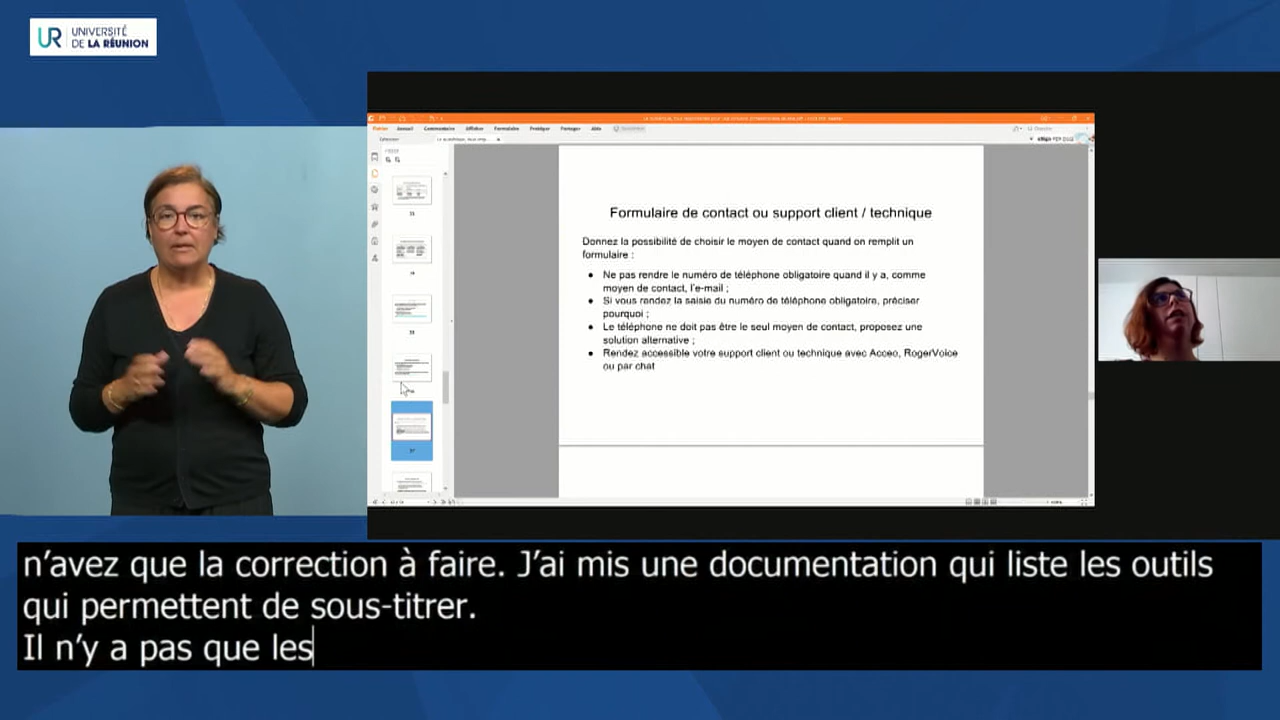 UR UNIVERSITÉ
DE LA RÉUNION
Formulaire de contact ou support client / technique
Donnez la possibilité de choisir le moyen de contact quand on remplit un
formulaire :
● Ne pas rendre le numéro de téléphone obligatoire quand il y a, comme
moyen de contact, l'e-mail ;
● Si vous rendez la saisie du numéro de téléphone obligatoire, préciser
pourquoi ;
● Le téléphone ne doit pas être le seul moyen de contact, proposez une
solution alternative ;
● Rendez accessible votre support client ou technique avec Acceo, RogerVoice
ou par chat
n’avez que la correction à faire. J’ai mis une documentation qui liste les outils
qui permettent de sous-titrer.
Il n’y a pas que les